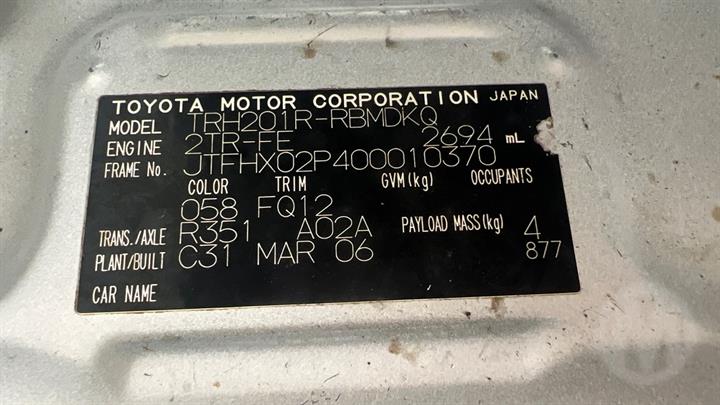 TOYOTA MOTOR CORPORATION JAPAN
MODEL TRH201R-RBMDKQ
ENGINE 2TR-FE 2694 mL
FRAME No. JTFHX02P400010370
COLOR TRIM GVM(kg) OCCUPANTS
058 FQ12
TRANS./AXLE R351 A02A PAYLOAD MASS(kg) 4
PLANT/BUILT C31 MAR 06 877
CAR NAME